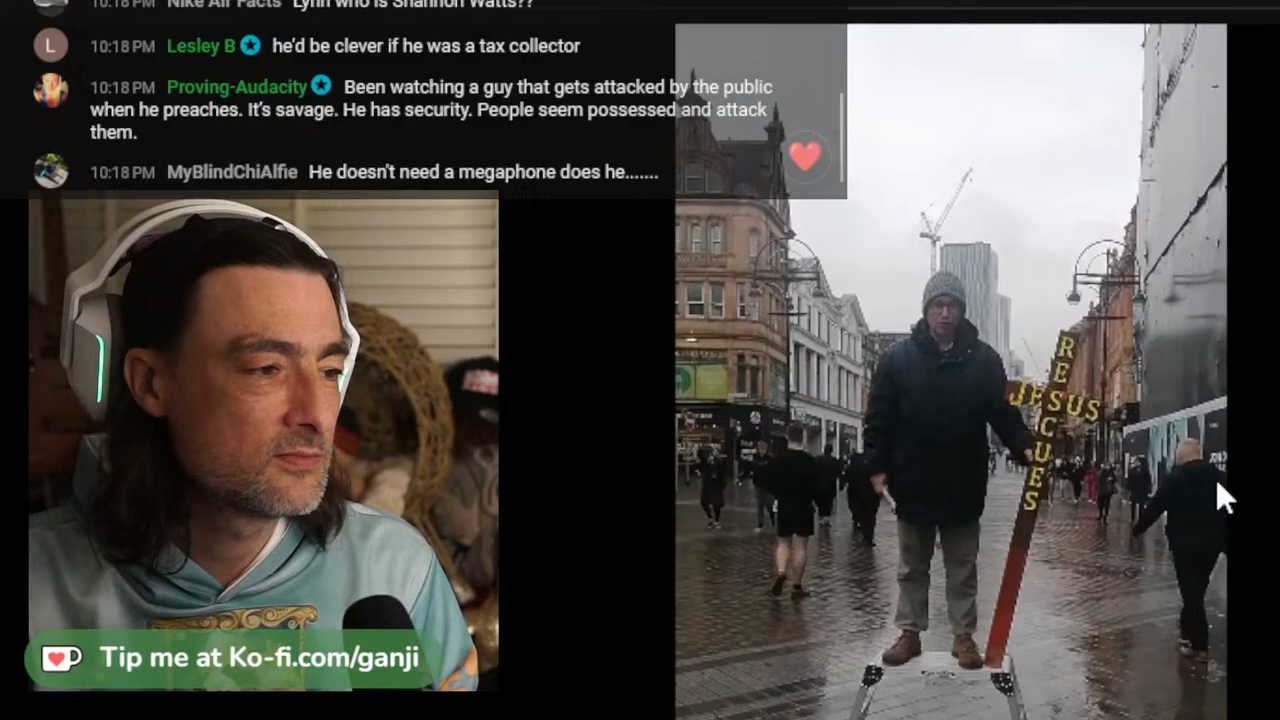 10:18 PM Nike Air Facts Lynn who is Shannon Watts??
L 10:18 PM Lesley B he'd be clever if he was a tax collector
10:18 PM Proving-Audacity Been watching a guy that gets attacked by the public
when he preaches. It's savage. He has security. People seem possessed and attack
them.
10:18 PM MyBlindChiAlfie He doesn't need a megaphone does he.......
JESUS
RESCUES
Tip me at Ko-fi.com/ganji